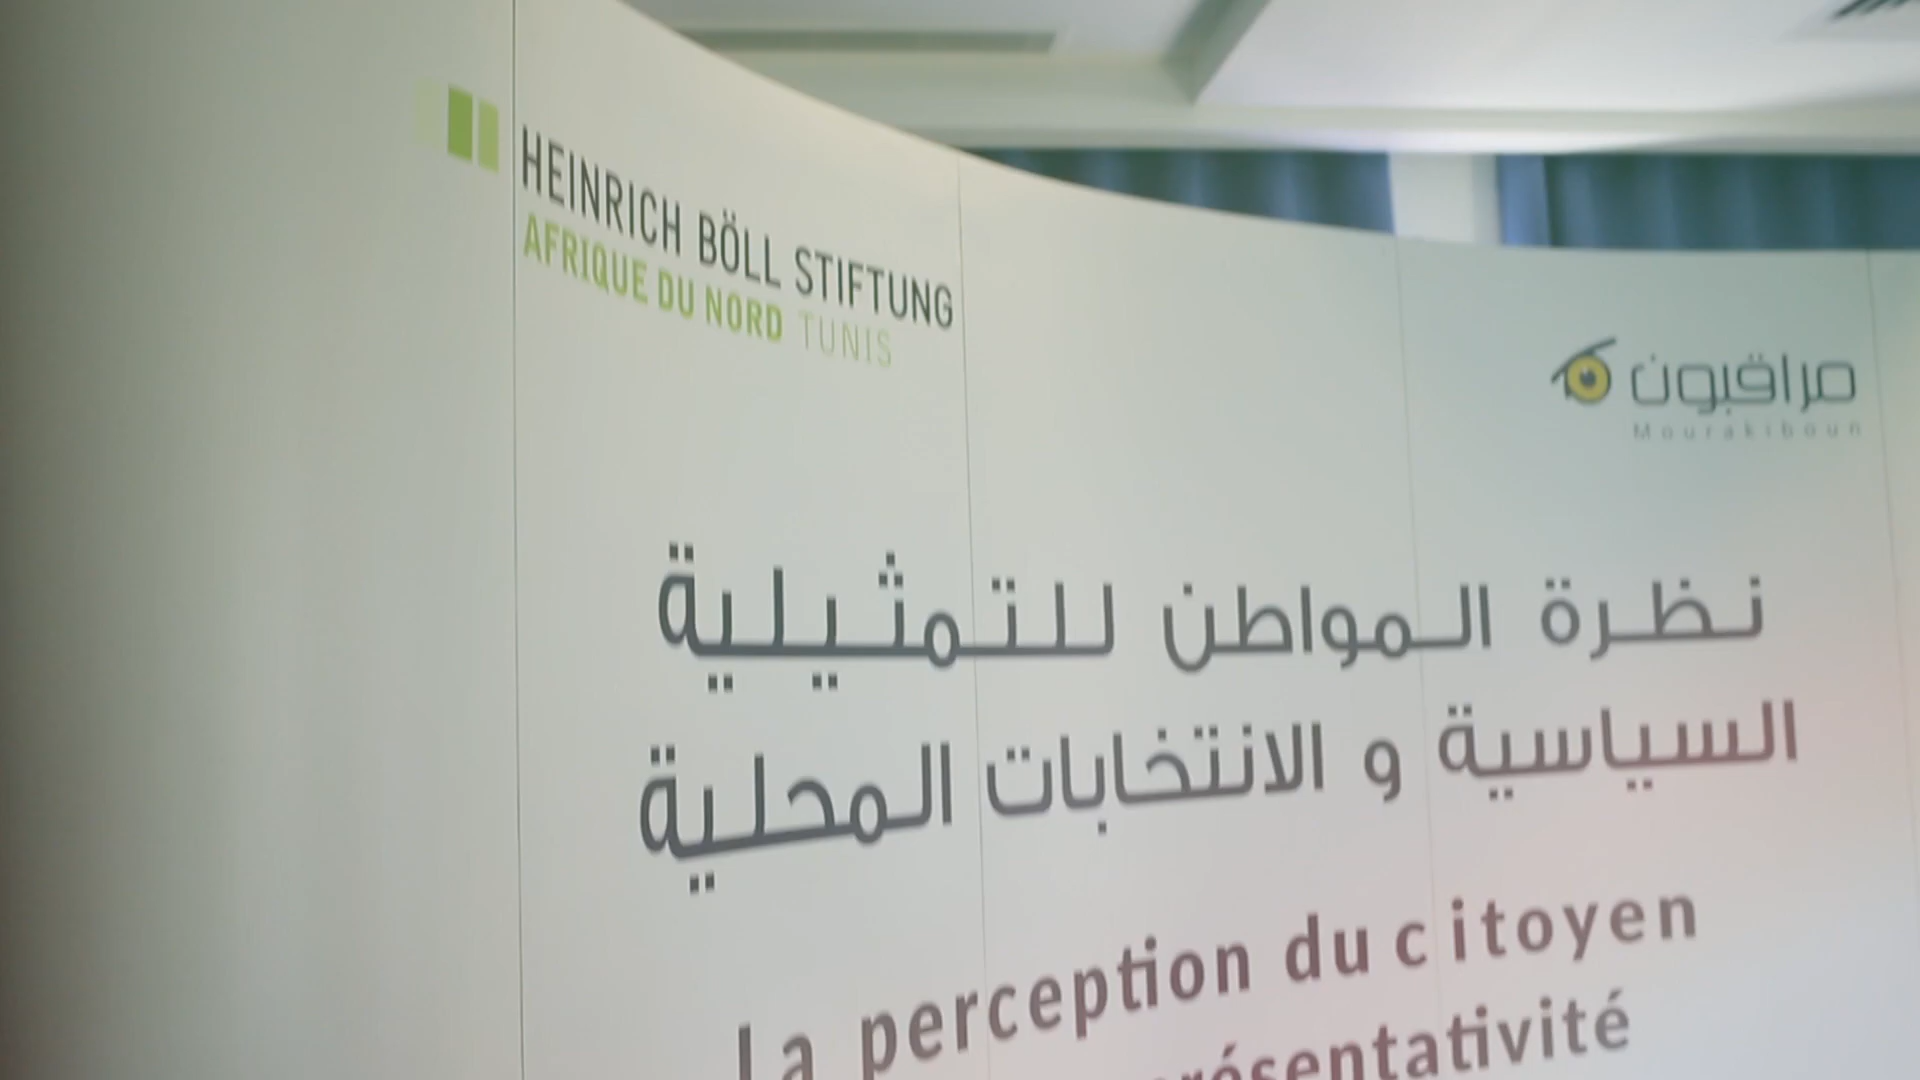 HEINRICH BÖLL STIFTUNG
AFRIQUE DU NORD TUNIS
مراقبون
Mourakiboun
نظرة المواطن للتمثيلية
السياسية و الانتخابات المحلية
La perception du citoyen
représentativité